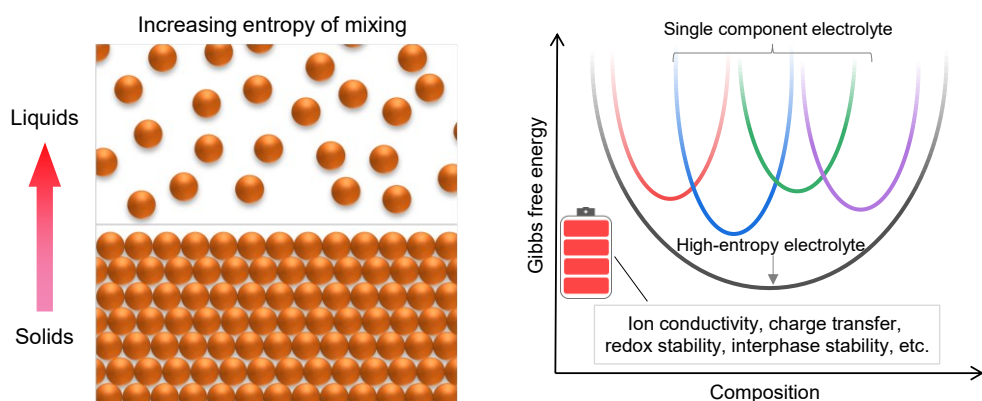 Increasing entropy of mixing
Liquids
Solids
Single component electrolyte
Gibbs free energy
High-entropy electrolyte
Ion conductivity, charge transfer,
redox stability, interphase stability, etc.
Composition